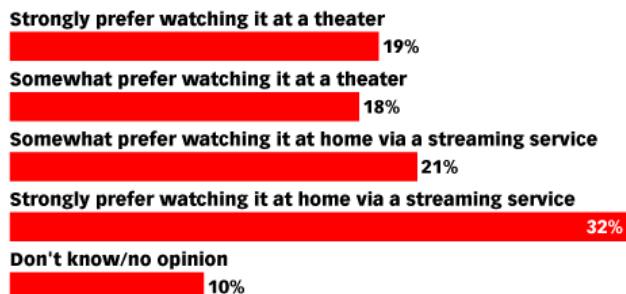 Strongly prefer watching it at a theater
19%
Somewhat prefer watching it at a theater
18%
Somewhat prefer watching it at home via a streaming service
21%
Strongly prefer watching it at home via a streaming service
32%
Don't know/no opinion
10%